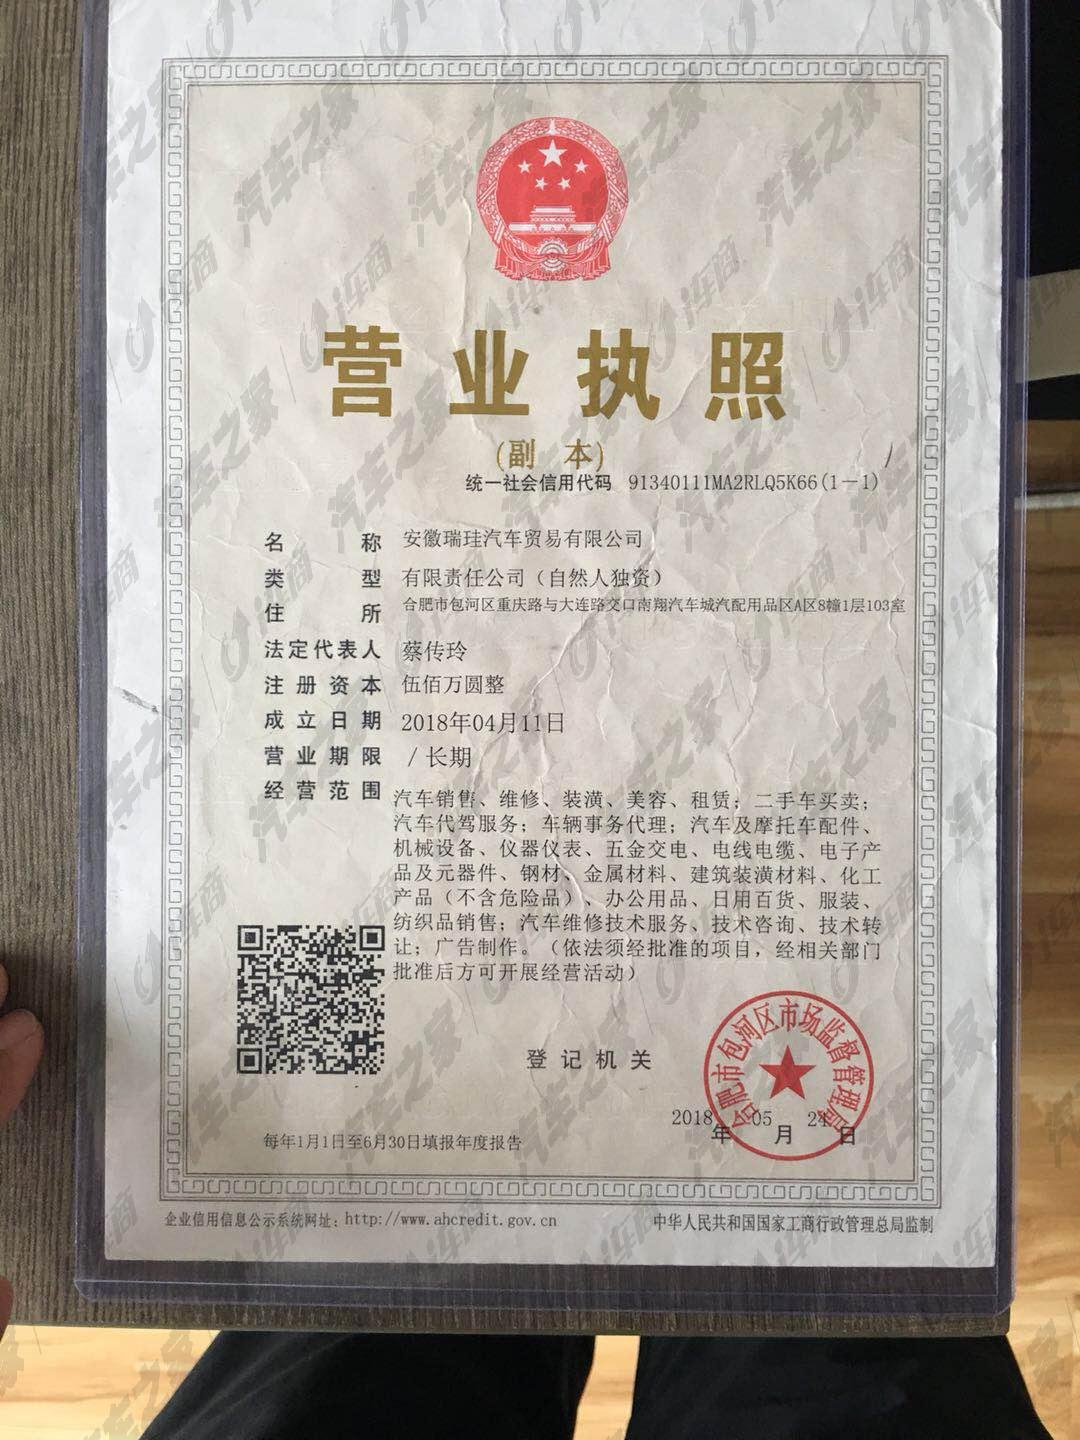 营业执照
(副 本)
统一社会信用代码 91340111MA2RLQ5K66(1-1)
名称 安徽瑞珪汽车贸易有限公司
类型 有限责任公司（自然人独资）
住所 合肥市包河区重庆路与大连路交口南翔汽车城汽配用品区A区8幢1层103室
法定代表人 蔡传玲
注册资本 伍佰万圆整
成立日期 2018年04月11日
营业期限 / 长期
经营范围 汽车销售、维修、装潢、美容、租赁；二手车买卖；
汽车代驾服务；车辆事务代理；汽车及摩托车配件、
机械设备、仪器仪表、五金交电、电线电缆、电子产
品及元器件、钢材、金属材料、建筑装潢材料、化工
产品（不含危险品）、办公用品、日用百货、服装、
纺织品销售；汽车维修技术服务、技术咨询、技术转
让；广告制作。（依法须经批准的项目，经相关部门
批准后方可开展经营活动）
登记机关
合肥市包河区市场监督管理局
2018年05月24日
每年1月1日至6月30日填报年度报告
企业信用信息公示系统网址：http://www.ahcredit.gov.cn
中华人民共和国国家工商行政管理总局监制
汽车之家
i车商